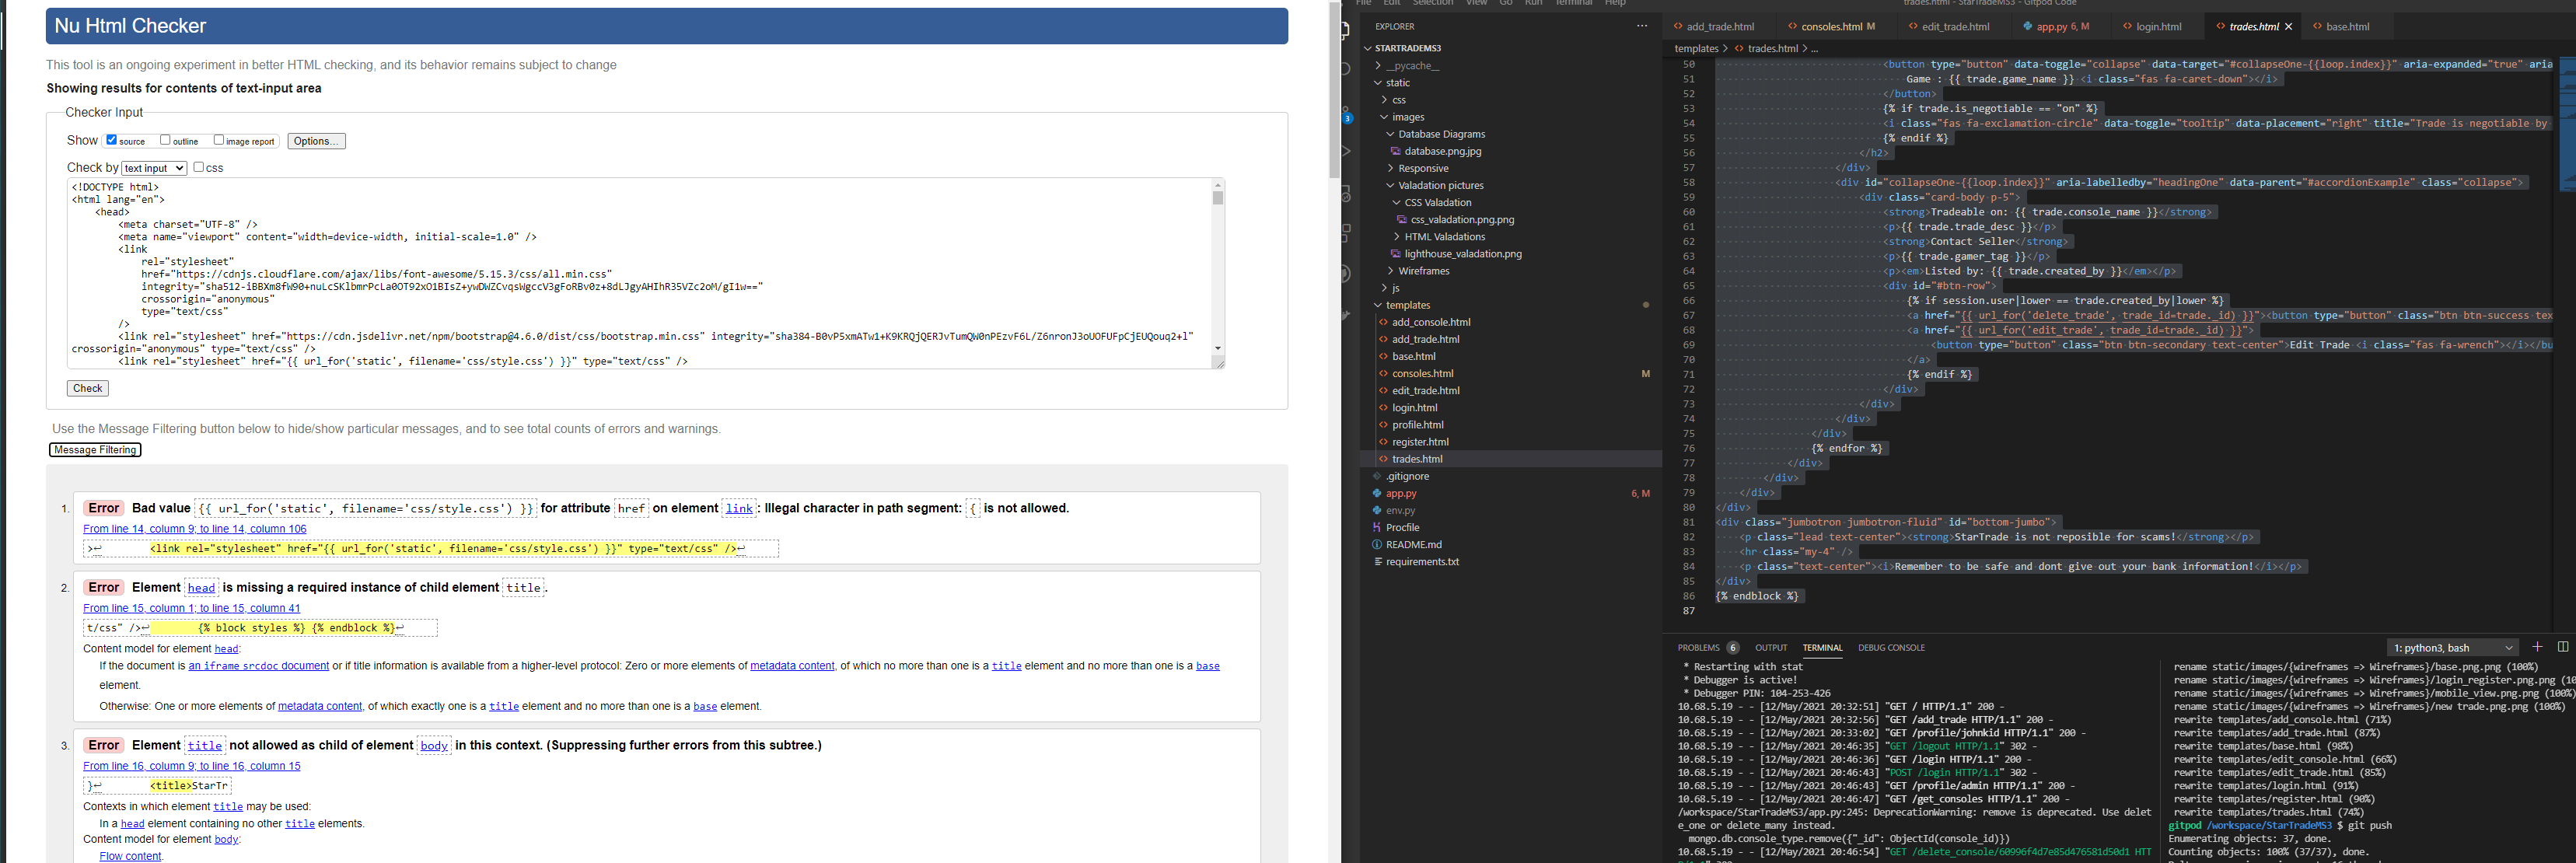 Nu Html Checker
This tool is an ongoing experiment in better HTML checking, and its behavior remains subject to change
Showing results for contents of text-input area
Checker Input
Show source outline image report Options...
Check by text input css
<!DOCTYPE html>
<html lang="en">
<head>
<meta charset="UTF-8" />
<meta name="viewport" content="width=device-width, initial-scale=1.0" />
<link
rel="stylesheet"
href="https://cdnjs.cloudflare.com/ajax/libs/font-awesome/5.15.3/css/all.min.css"
crossorigin="anonymous"
type="text/css"
/>
<link rel="stylesheet" href="https://cdn.jsdelivr.net/npm/bootstrap@4.6.0/dist/css/bootstrap.min.css"
crossorigin="anonymous" type="text/css" />
<link rel="stylesheet" href="{{ url_for('static', filename='css/style.css') }}" type="text/css" />
Check
Use the Message Filtering button below to hide/show particular messages, and to see total counts of errors and warnings.
Message Filtering
1. Error Bad value {{ url_for('static', filename='css/style.css') }} for attribute href on element link: Illegal character in path segment: { is not allowed.
From line 14, column 9; to line 14, column 106
>↩ <link rel="stylesheet" href="{{ url_for('static', filename='css/style.css') }}" type="text/css" />↩
2. Error Element head is missing a required instance of child element title.
From line 15, column 1; to line 15, column 41
t/css" />↩ {% block styles %} {% endblock %}↩
Content model for element head:
If the document is an iframe srcdoc document or if title information is available from a higher-level protocol: Zero or more elements of metadata content, of which no more than one is a title element and no more than one is a base
element.
Otherwise: One or more elements of metadata content, of which exactly one is a title element and no more than one is a base element.
3. Error Element title not allowed as child of element body in this context. (Suppressing further errors from this subtree.)
From line 16, column 9; to line 16, column 15
}↩ <title>StarTr
Contexts in which element title may be used:
In a head element containing no other title elements.
Content model for element body:
Flow content.
File Edit Selection View Go Run Terminal Help
trades.html - StarTradeMS3 - Gitpod Code
EXPLORER
STARTRADEMS3
__pycache__
static
css
images
Database Diagrams
database.png.jpg
Responsive
Valadation pictures
CSS Valadation
css_valadation.png.png
HTML Valadations
lighthouse_valadation.png
Wireframes
js
templates
add_console.html
add_trade.html
base.html
consoles.html M
edit_trade.html
login.html
profile.html
register.html
trades.html
.gitignore
app.py 6, M
env.py
Procfile
README.md
requirements.txt
3
add_trade.html consoles.html M edit_trade.html app.py 6, M login.html trades.html base.html
templates > trades.html > ...
50 <button type="button" data-toggle="collapse" data-target="#collapseOne-{{loop.index}}" aria-expanded="true" aria
51 Game : {{ trade.game_name }} <i class="fas fa-caret-down"></i>
52 </button>
53 {% if trade.is_negotiable == "on" %}
54 <i class="fas fa-exclamation-circle" data-toggle="tooltip" data-placement="right" title="Trade is negotiable by
55 {% endif %}
56 </h2>
57 </div>
58 <div id="collapseOne-{{loop.index}}" aria-labelledby="headingOne" data-parent="#accordionExample" class="collapse">
59 <div class="card-body p-5">
60 <strong>Tradeable on: {{ trade.console_name }}</strong>
61 <p>{{ trade.trade_desc }}</p>
62 <strong>Contact Seller</strong>
63 <p>{{ trade.gamer_tag }}</p>
64 <p><em>Listed by: {{ trade.created_by }}</em></p>
65 <div id="#btn-row">
66 {% if session.user|lower == trade.created_by|lower %}
67 <a href="{{ url_for('delete_trade', trade_id=trade._id) }}"><button type="button" class="btn btn-success tex
68 <a href="{{ url_for('edit_trade', trade_id=trade._id) }}">
69 <button type="button" class="btn btn-secondary text-center">Edit Trade <i class="fas fa-wrench"></i></bu
70 </a>
71 {% endif %}
72 </div>
73 </div>
74 </div>
75 </div>
76 {% endfor %}
77 </div>
78 </div>
79 </div>
80 </div>
81 <div class="jumbotron jumbotron-fluid" id="bottom-jumbo">
82 <p class="lead text-center"><strong>StarTrade is not reposible for scams!</strong></p>
83 <hr class="my-4" />
84 <p class="text-center"><i>Remember to be safe and dont give out your bank information!</i></p>
85 </div>
86 {% endblock %}
87
PROBLEMS 6 OUTPUT TERMINAL DEBUG CONSOLE 1: python3, bash
* Restarting with stat
* Debugger is active!
* Debugger PIN: 104-253-426
10.68.5.19 - - [12/May/2021 20:32:51] "GET / HTTP/1.1" 200 -
10.68.5.19 - - [12/May/2021 20:32:56] "GET /add_trade HTTP/1.1" 200 -
10.68.5.19 - - [12/May/2021 20:33:02] "GET /profile/johnkid HTTP/1.1" 200 -
10.68.5.19 - - [12/May/2021 20:46:35] "GET /logout HTTP/1.1" 302 -
10.68.5.19 - - [12/May/2021 20:46:36] "GET /login HTTP/1.1" 200 -
10.68.5.19 - - [12/May/2021 20:46:43] "POST /login HTTP/1.1" 302 -
10.68.5.19 - - [12/May/2021 20:46:43] "GET /profile/admin HTTP/1.1" 200 -
10.68.5.19 - - [12/May/2021 20:46:47] "GET /get_consoles HTTP/1.1" 200 -
/workspace/StarTradeMS3/app.py:245: DeprecationWarning: remove is deprecated. Use delet
e_one or delete_many instead.
mongo.db.console_type.remove({"_id": ObjectId(console_id)})
10.68.5.19 - - [12/May/2021 20:46:54] "GET /delete_console/60996f4d7e85d476581d50d1 HTT
rename static/images/{wireframes => Wireframes}/base.png.png (100%)
rename static/images/{wireframes => Wireframes}/login_register.png.png (10
rename static/images/{wireframes => Wireframes}/mobile_view.png.png (100%)
rename static/images/{wireframes => Wireframes}/new trade.png.png (100%)
rewrite templates/add_console.html (71%)
rewrite templates/add_trade.html (87%)
rewrite templates/base.html (98%)
rewrite templates/edit_console.html (66%)
rewrite templates/edit_trade.html (85%)
rewrite templates/login.html (91%)
rewrite templates/register.html (90%)
rewrite templates/trades.html (74%)
gitpod /workspace/StarTradeMS3 $ git push
Enumerating objects: 37, done.
Counting objects: 100% (37/37), done.